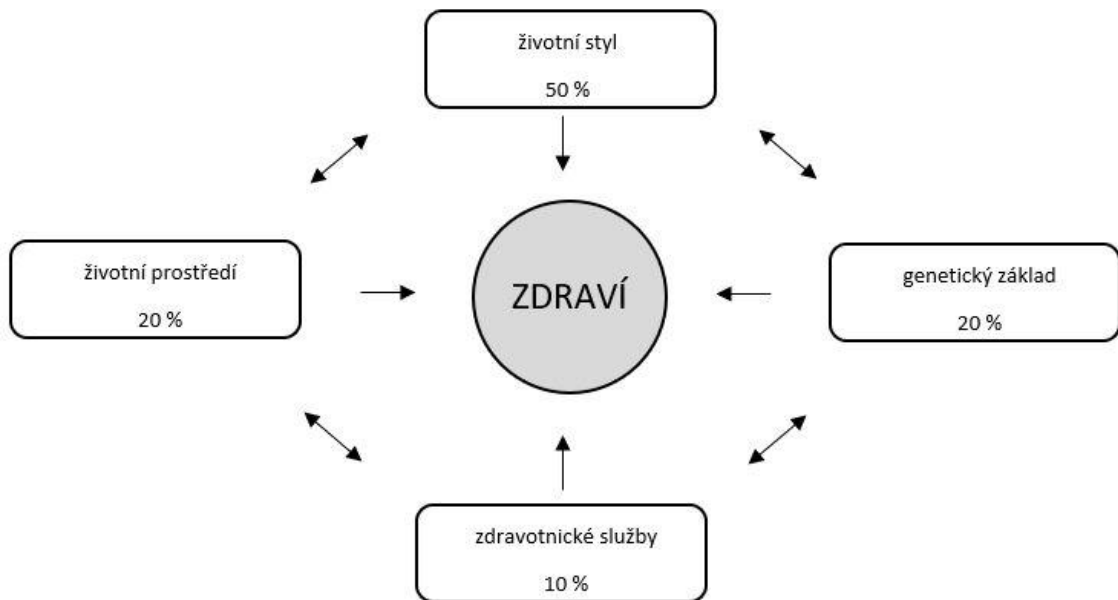 životní styl
50 %
životní prostředí
20 %
ZDRAVÍ
genetický základ
20 %
zdravotnické služby
10 %